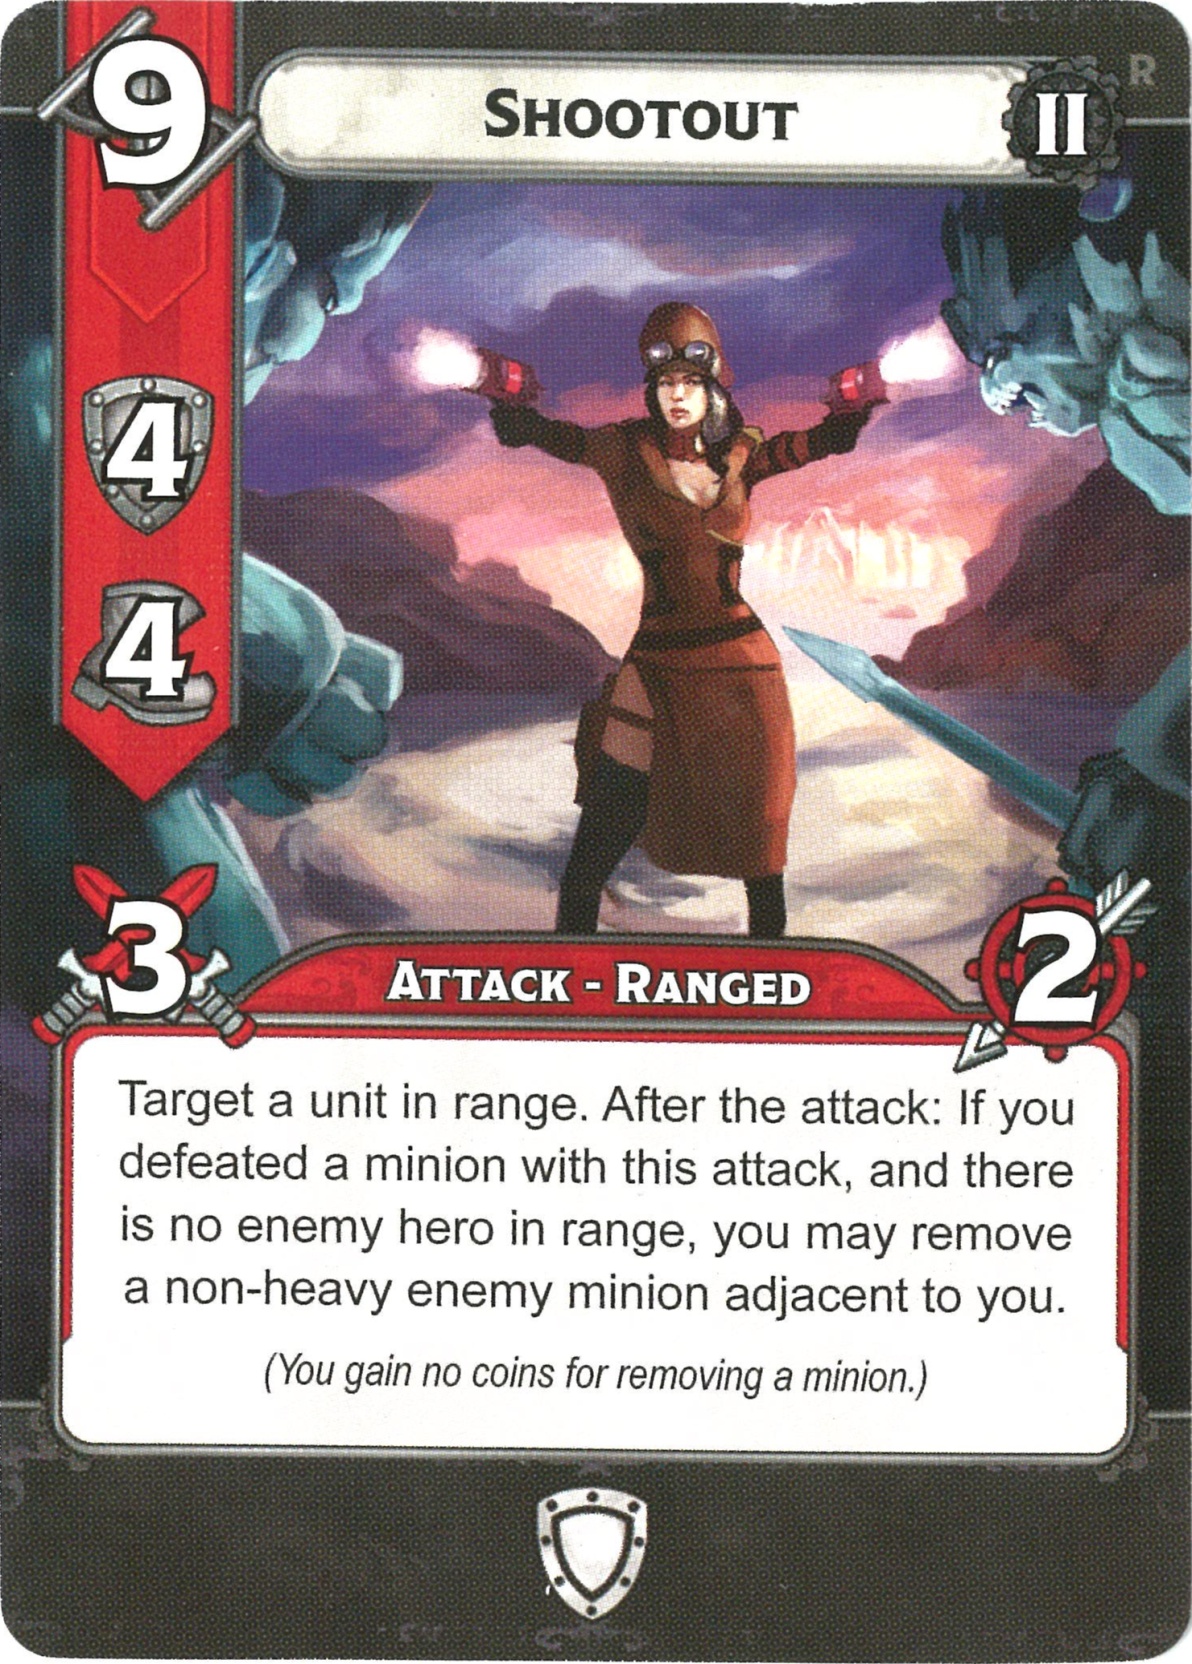 9
SHOOTOUT
II
R
4
4
3
ATTACK - RANGED
2
Target a unit in range. After the attack: If you
defeated a minion with this attack, and there
is no enemy hero in range, you may remove
a non-heavy enemy minion adjacent to you.
(You gain no coins for removing a minion.)